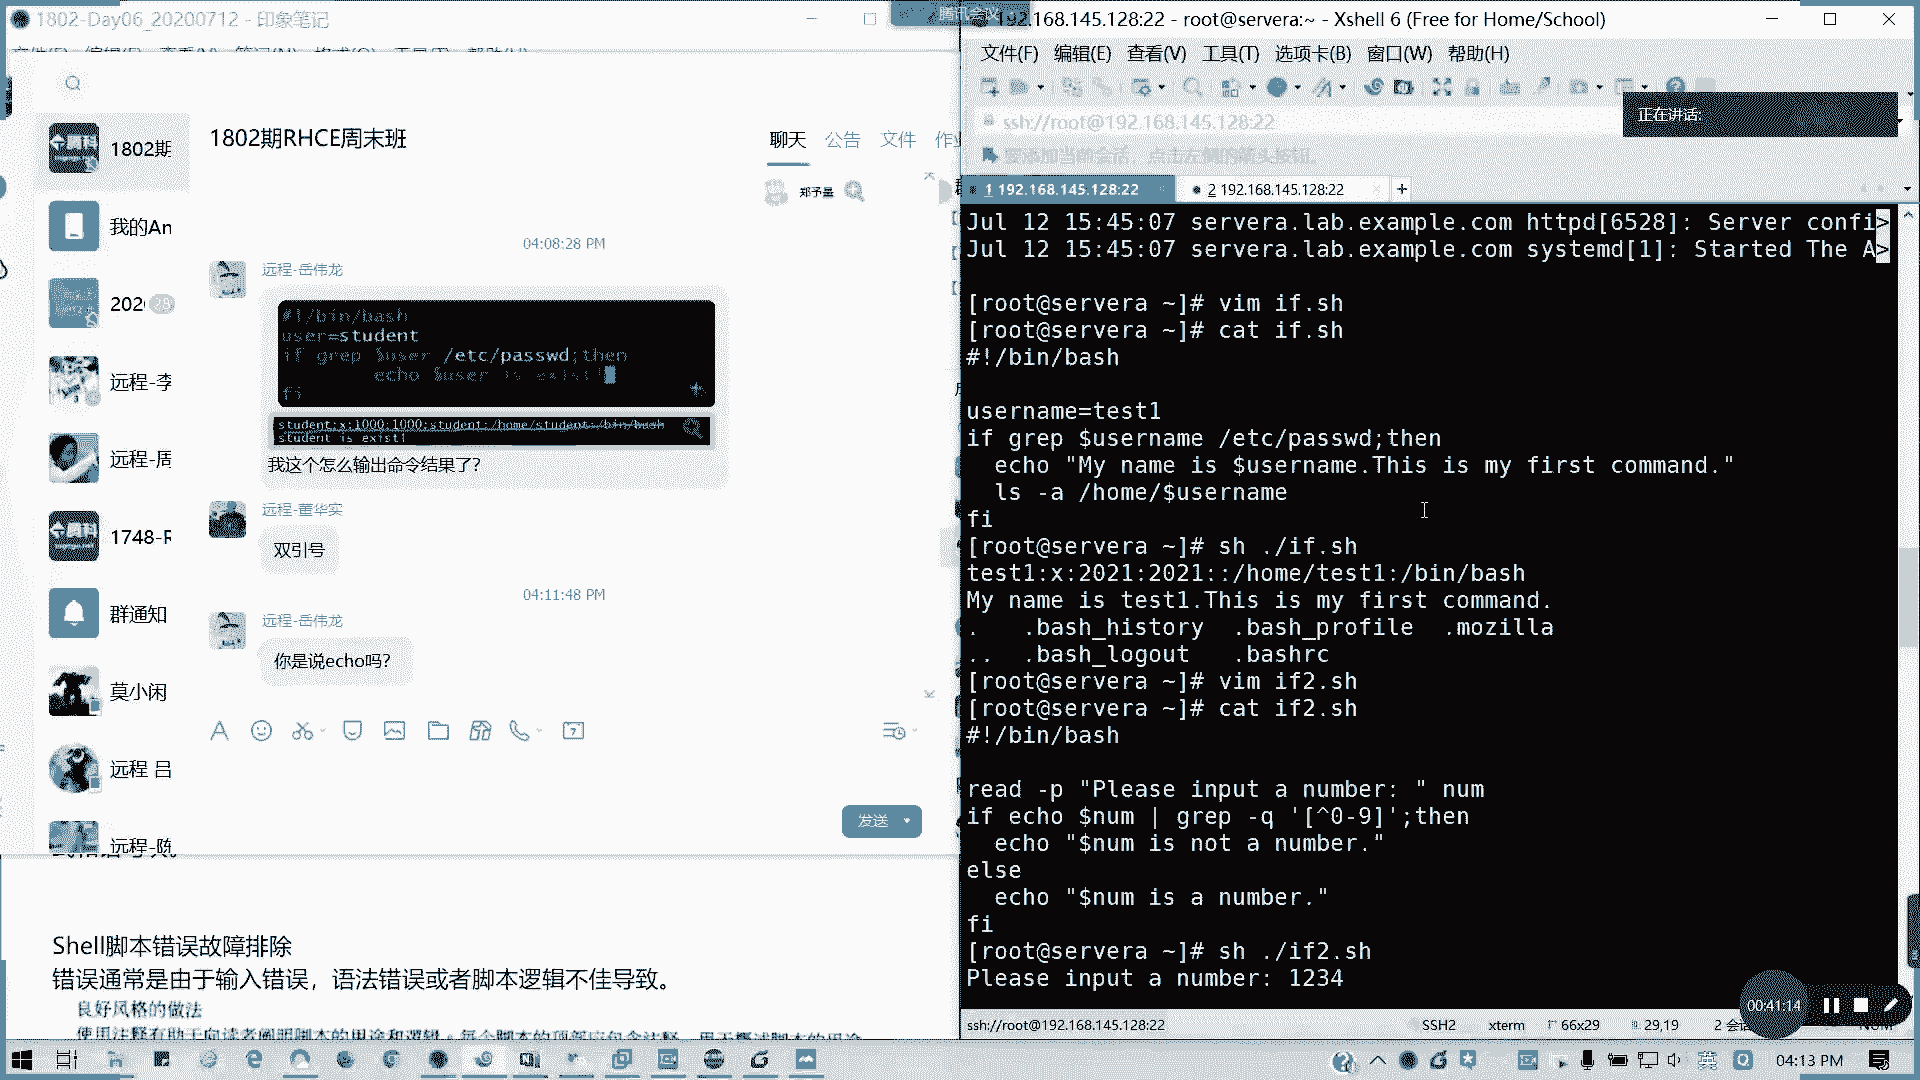 1802-Day06_20200712 - 印象笔记
腾讯会议
1802期
我的An
202
28
远程-李
远程-周
1748-R
群通知
莫小闲
远程 吕
远程-陈
1802期RHCE周末班
聊天 公告 文件 作业
郑予量
04:08:28 PM
远程-岳伟龙
#!/bin/bash
user=student
if grep $user /etc/passwd;then
echo $user is exist!
fi
student:x:1000:1000:student:/home/student:/bin/bash
student is exist!
我这个怎么输出命令结果了?
远程-董华实
双引号
04:11:48 PM
远程-岳伟龙
你是说echo吗?
发送
Shell脚本错误故障排除
错误通常是由于输入错误，语法错误或者脚本逻辑不佳导致。
良好风格的做法
192.168.145.128:22 - root@servera:~ - Xshell 6 (Free for Home/School)
文件(F) 编辑(E) 查看(V) 工具(T) 选项卡(B) 窗口(W) 帮助(H)
正在讲话:
ssh://root@192.168.145.128:22
要添加当前会话，点击左侧的箭头按钮。
1 192.168.145.128:22
2 192.168.145.128:22
Jul 12 15:45:07 servera.lab.example.com httpd[6528]: Server confi>
Jul 12 15:45:07 servera.lab.example.com systemd[1]: Started The A>
[root@servera ~]# vim if.sh
[root@servera ~]# cat if.sh
#!/bin/bash
username=test1
if grep $username /etc/passwd;then
echo "My name is $username.This is my first command."
ls -a /home/$username
fi
[root@servera ~]# sh ./if.sh
test1:x:2021:2021::/home/test1:/bin/bash
My name is test1.This is my first command.
. .bash_history .bash_profile .mozilla
.. .bash_logout .bashrc
[root@servera ~]# vim if2.sh
[root@servera ~]# cat if2.sh
#!/bin/bash
read -p "Please input a number: " num
if echo $num | grep -q '[^0-9]';then
echo "$num is not a number."
else
echo "$num is a number."
fi
[root@servera ~]# sh ./if2.sh
Please input a number: 1234
00:41:14
ssh://root@192.168.145.128:22 SSH2 xterm 66x29 29,19 2 会 NUM
英
04:13 PM